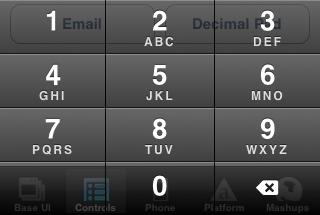 Email Decimal Pad
1 2 3
ABC DEF
4 5 6
GHI JKL MNO
7 8 9
PQRS TUV WXYZ
0
Base UI Controls Phone Platform Mashups